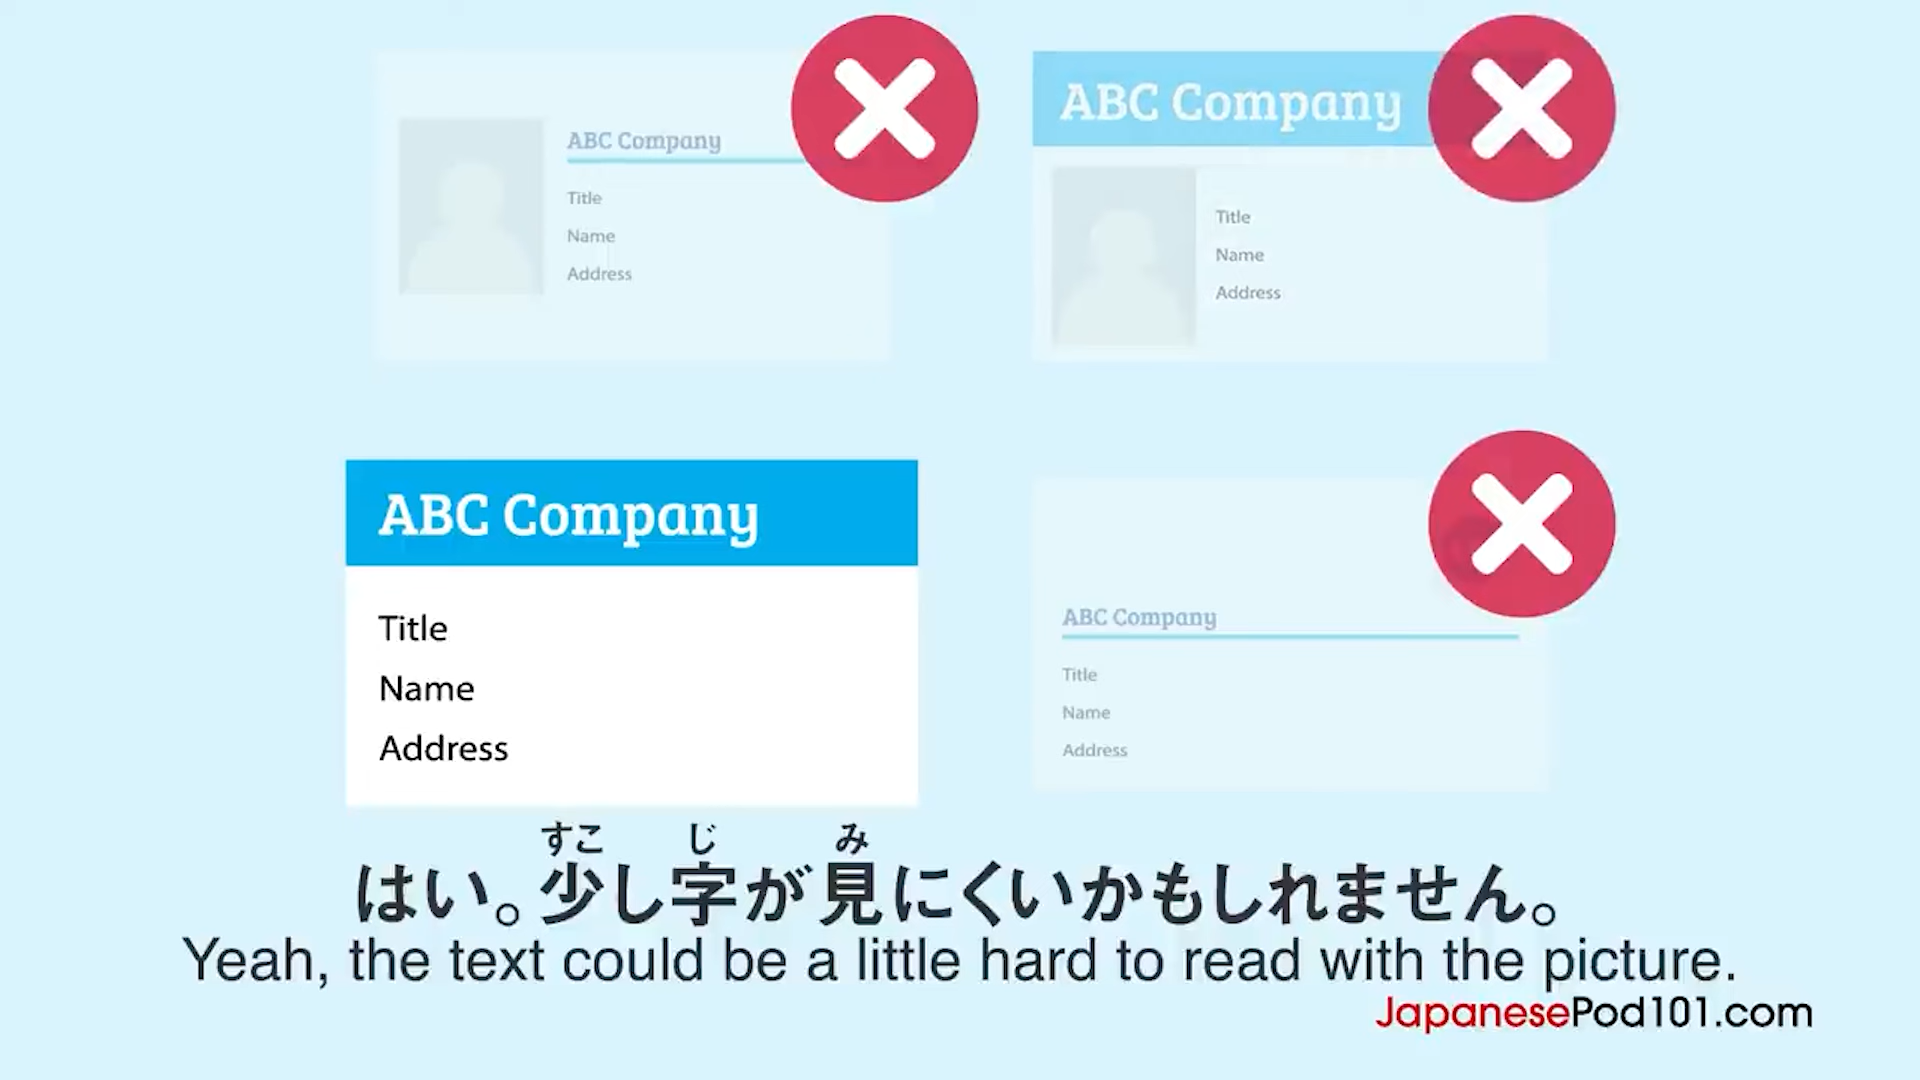 ABC Company
Title
Name
Address
ABC Company
Title
Name
Address
ABC Company
Title
Name
Address
ABC Company
Title
Name
Address
すこ じ み
はい。少し字が見にくいかもしれません。
Yeah, the text could be a little hard to read with the picture.
JapanesePod101.com